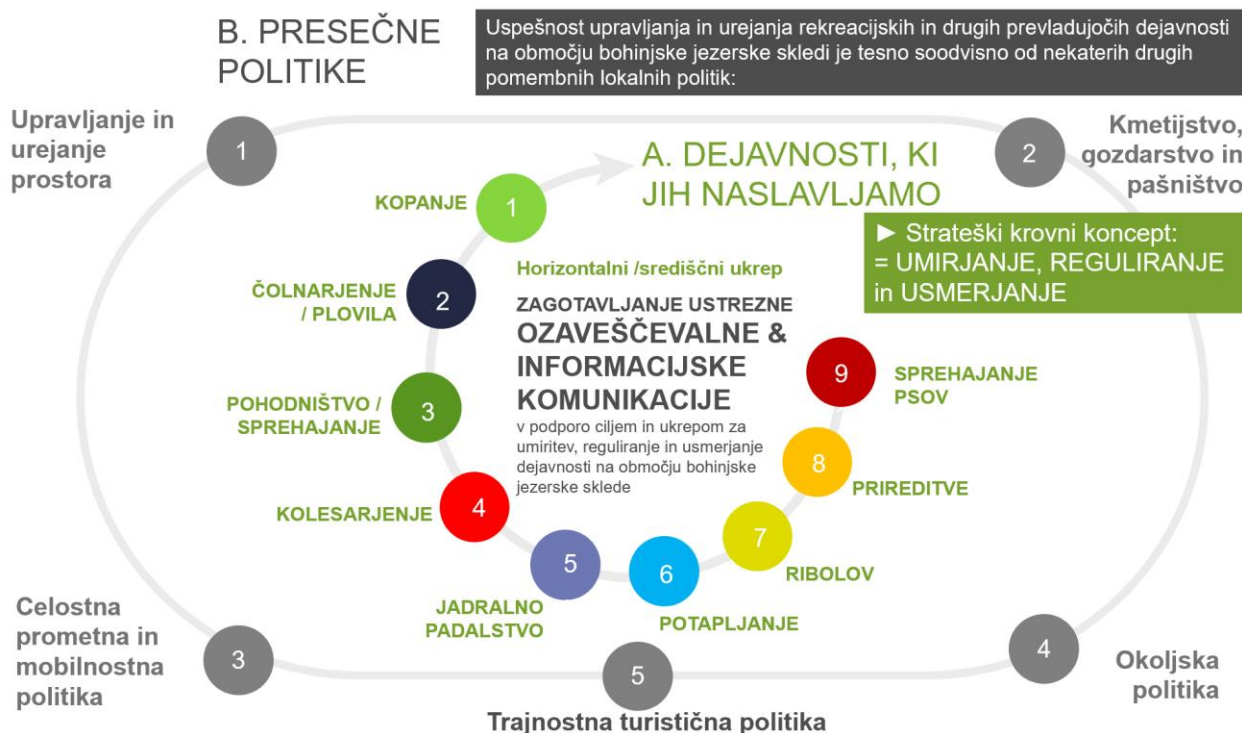 B. PRESEČNE
POLITIKE
Uspešnost upravljanja in urejanja rekreacijskih in drugih prevladujočih dejavnosti
na območju bohinjske jezerske skledi je tesno soodvisno od nekaterih drugih
pomembnih lokalnih politik:
Upravljanje in
urejanje
prostora
1
2
Kmetijstvo,
gozdarstvo in
pašništvo
A. DEJAVNOSTI, KI
JIH NASLAVLJAMO
► Strateški krovni koncept:
= UMIRJANJE, REGULIRANJE
in USMERJANJE
KOPANJE
1
ČOLNARJENJE
/ PLOVILA
2
POHODNIŠTVO /
SPREHAJANJE
3
KOLESARJENJE
4
JADRALNO
PADALSTVO
5
6
POTAPLJANJE
7
RIBOLOV
8
PRIREDITVE
9
SPREHAJANJE
PSOV
Horizontalni /središčni ukrep
ZAGOTAVLJANJE USTREZNE
OZAVEŠČEVALNE &
INFORMACIJSKE
KOMUNIKACIJE
v podporo ciljem in ukrepom za
umiritev, reguliranje in usmerjanje
dejavnosti na območju bohinjske
jezerske sklede
Celostna
prometna in
mobilnostna
politika
3
5
Trajnostna turistična politika
4
Okoljska
politika